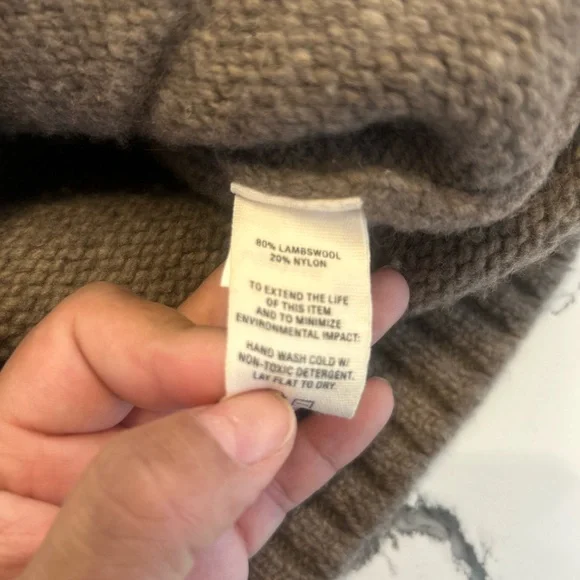 80% LAMBSWOOL
20% NYLON
TO EXTEND THE LIFE
OF THIS ITEM
AND TO MINIMIZE
ENVIRONMENTAL IMPACT:
HAND WASH COLD W/
NON-TOXIC DETERGENT.
LAY FLAT TO DRY.